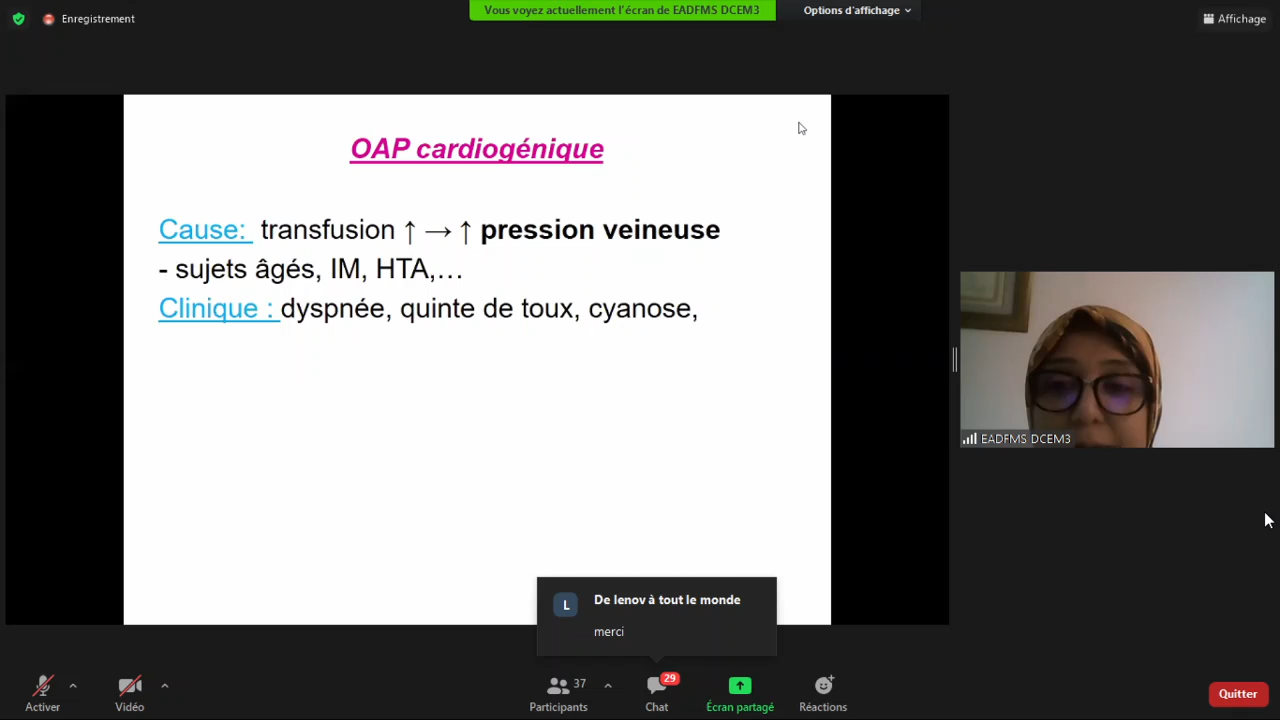 Enregistrement
Vous voyez actuellement l'écran de EADFMS DCEM3
Options d'affichage
Affichage
OAP cardiogénique
Cause: transfusion ↑ → ↑ pression veineuse
- sujets âgés, IM, HTA,…
Clinique : dyspnée, quinte de toux, cyanose,
EADFMS DCEM3
L
De lenov à tout le monde
merci
Activer
Vidéo
37
Participants
29
Chat
Écran partagé
Réactions
Quitter